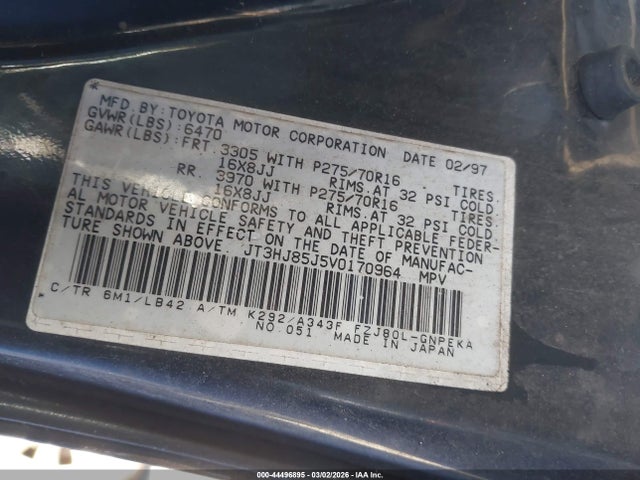 MFD.BY:TOYOTA MOTOR CORPORATION DATE 02/97
GVWR(LBS):6470
GAWR(LBS):FRT. 3305 WITH P275/70R16 TIRES.
16X8JJ RIMS.AT 32 PSI COLD.
RR. 3970 WITH P275/70R16 TIRES
16X8JJ RIMS.AT 32 PSI COLD.
THIS VEHICLE CONFORMS TO ALL APPLICABLE FEDER-
AL MOTOR VEHICLE SAFETY AND THEFT PREVENTION
STANDARDS IN EFFECT ON THE DATE OF MANUFAC-
TURE SHOWN ABOVE. JT3HJ85J5V0170964 MPV
C/TR 6M1/LB42 A/TM K292/A343F FZJ80L-GNPEKA
NO.051 MADE IN JAPAN
000-44496895 - 03/02/2026 - IAA Inc.